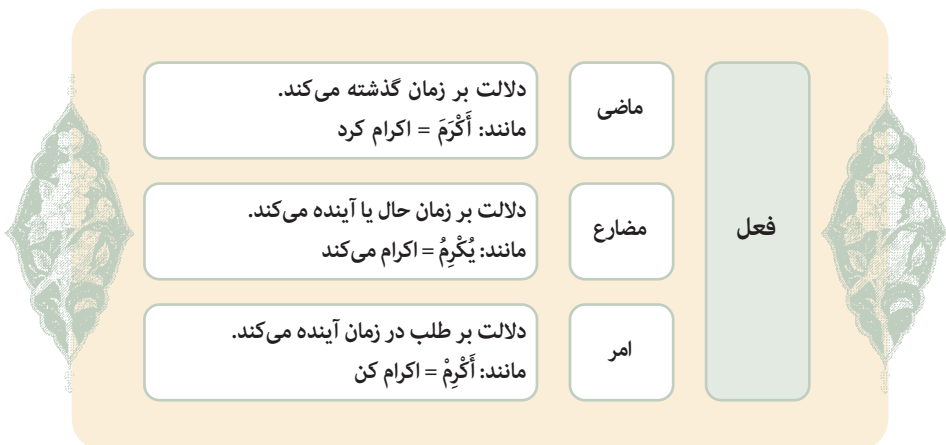 فعل
ماضی
دلالت بر زمان گذشته می‌کند.
مانند: أَكْرَمَ = اکرام کرد
مضارع
دلالت بر زمان حال یا آینده می‌کند.
مانند: يُكْرِمُ = اکرام می‌کند
امر
دلالت بر طلب در زمان آینده می‌کند.
مانند: أَكْرِمْ = اکرام کن